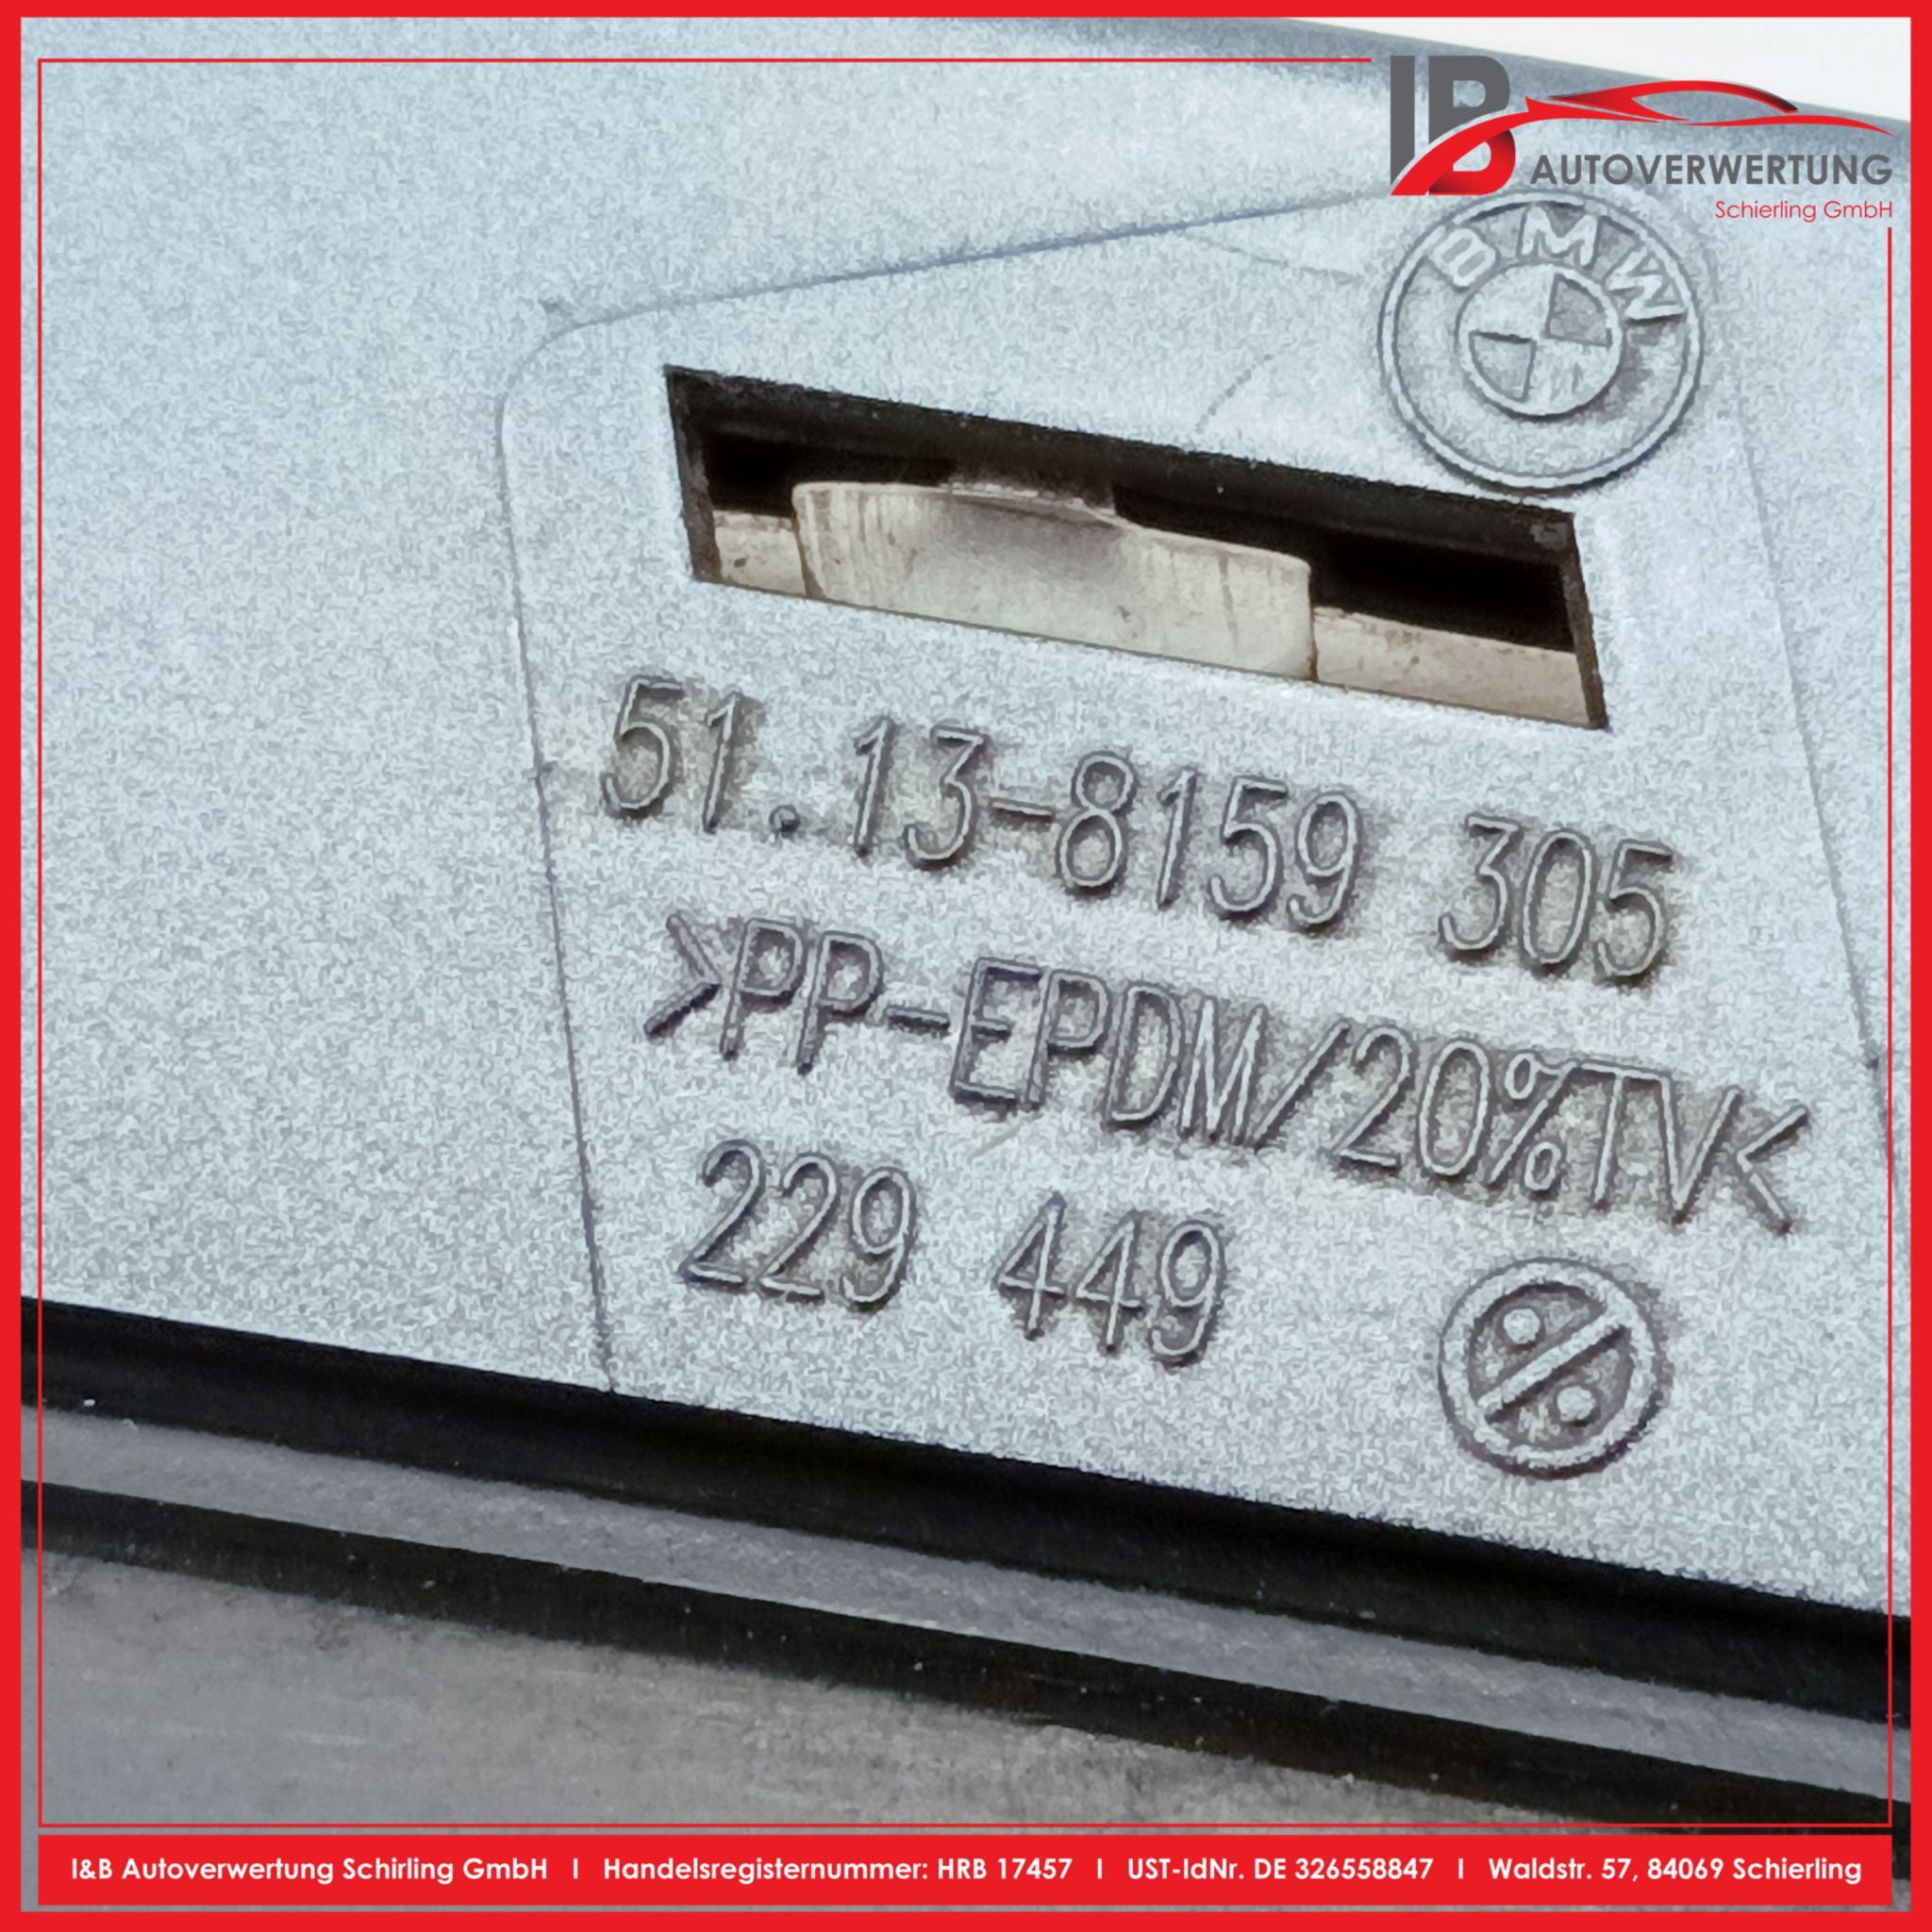 IB
AUTOVERWERTUNG
Schierling GmbH
BMW
51.13-8159 305
>PP-EPDM/20%TV<
229 449
I&B Autoverwertung Schirling GmbH I Handelsregisternummer: HRB 17457 I UST-IdNr. DE 326558847 I Waldstr. 57, 84069 Schierling